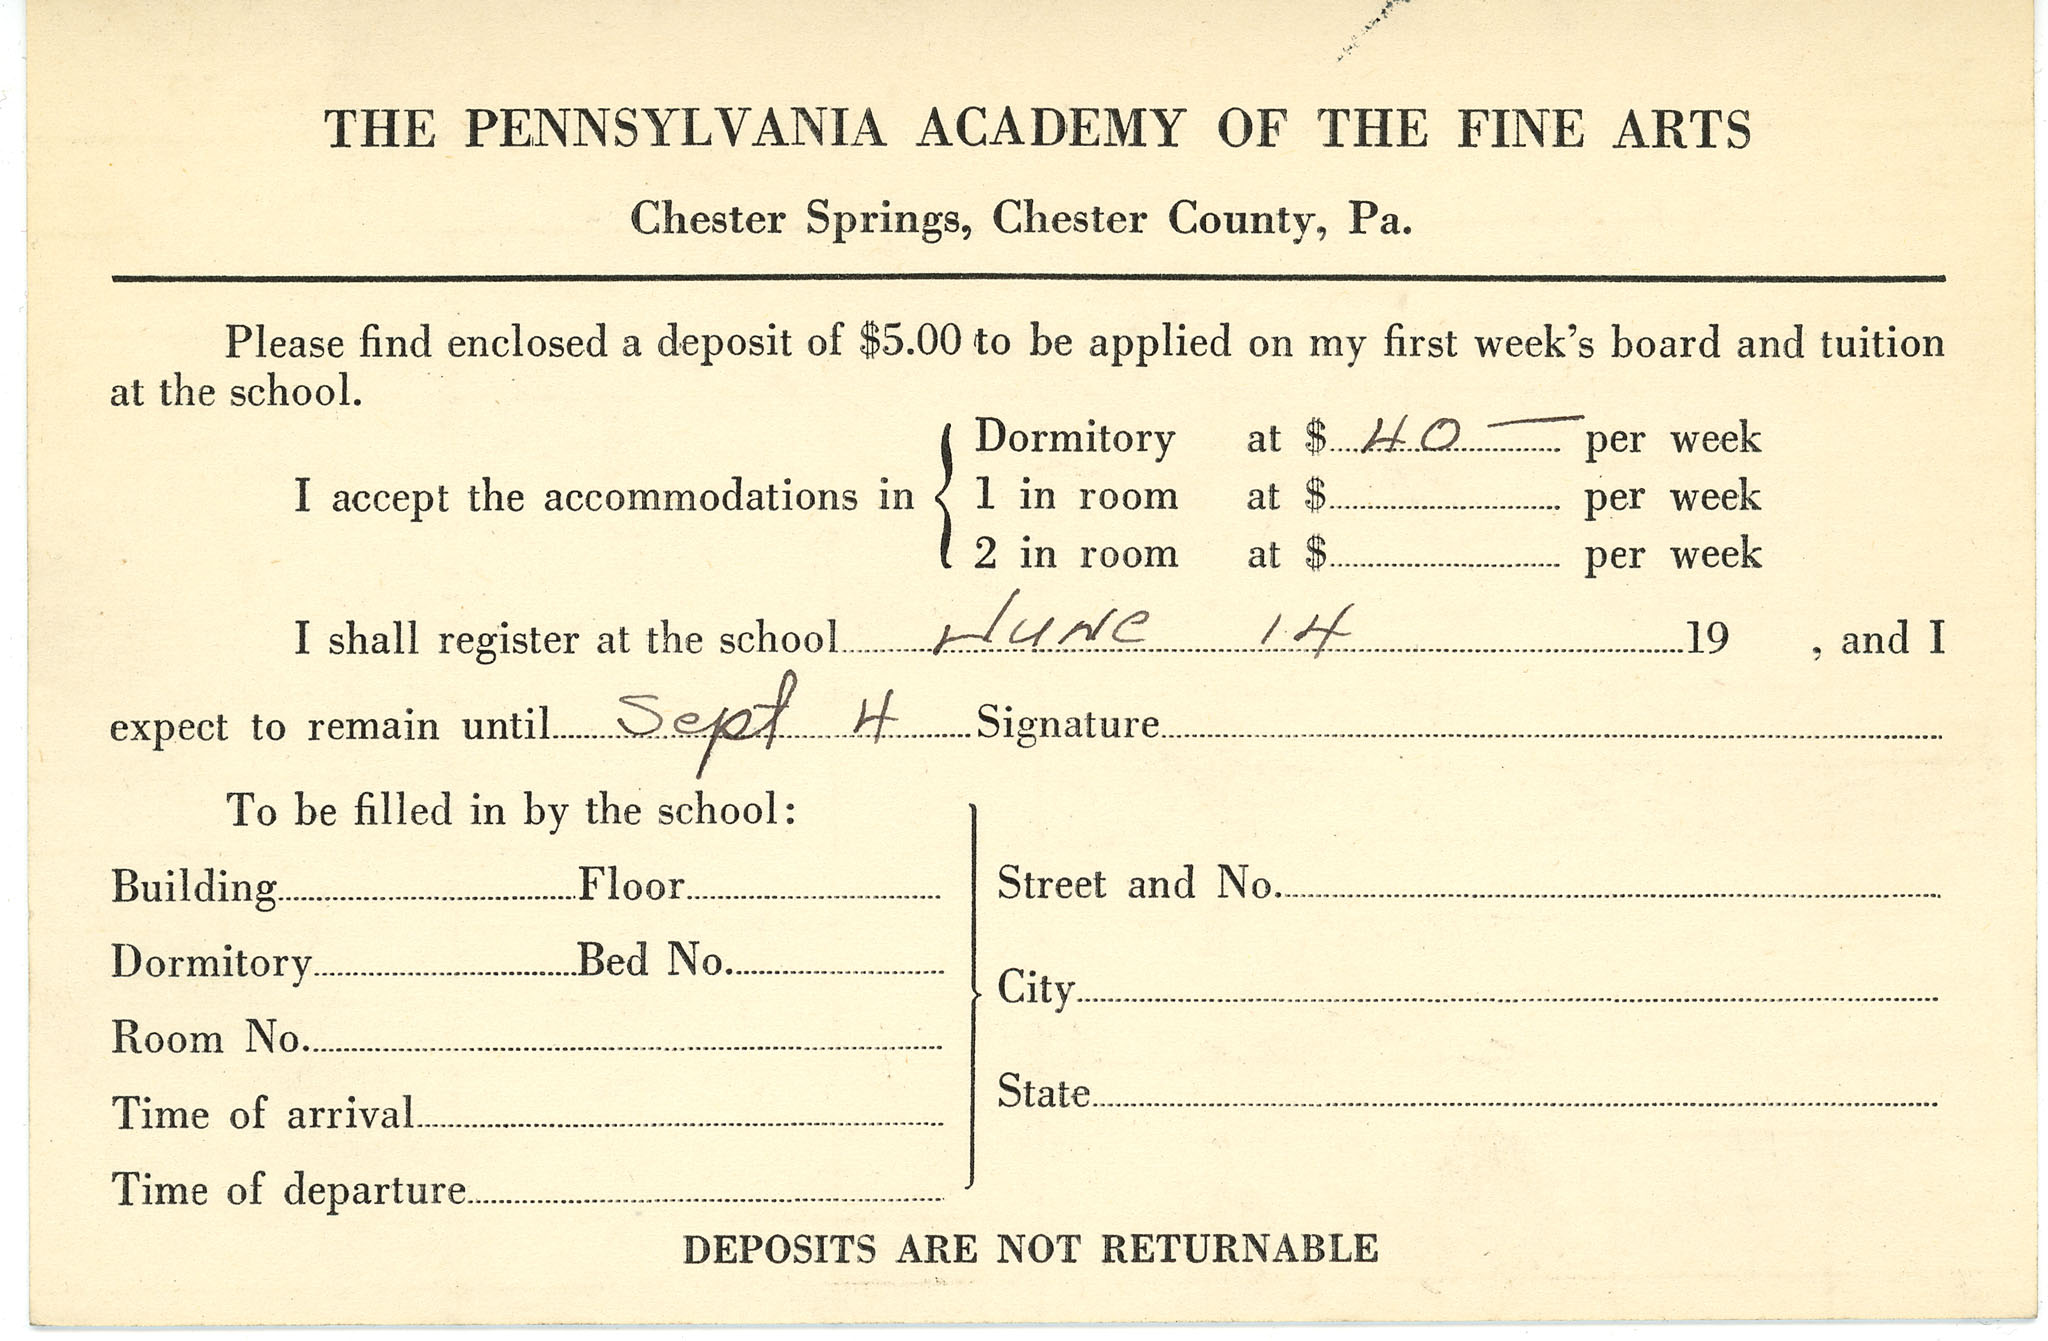 THE PENNSYLVANIA ACADEMY OF THE FINE ARTS
Chester Springs, Chester County, Pa.
Please find enclosed a deposit of $5.00 to be applied on my first week's board and tuition
at the school.
I accept the accommodations in
Dormitory at $ 40 — per week
1 in room at $ per week
2 in room at $ per week
I shall register at the school June 14 19 , and I
expect to remain until Sept 4 Signature
To be filled in by the school:
Building Floor
Dormitory Bed No.
Room No.
Time of arrival
Time of departure
Street and No.
City
State
DEPOSITS ARE NOT RETURNABLE